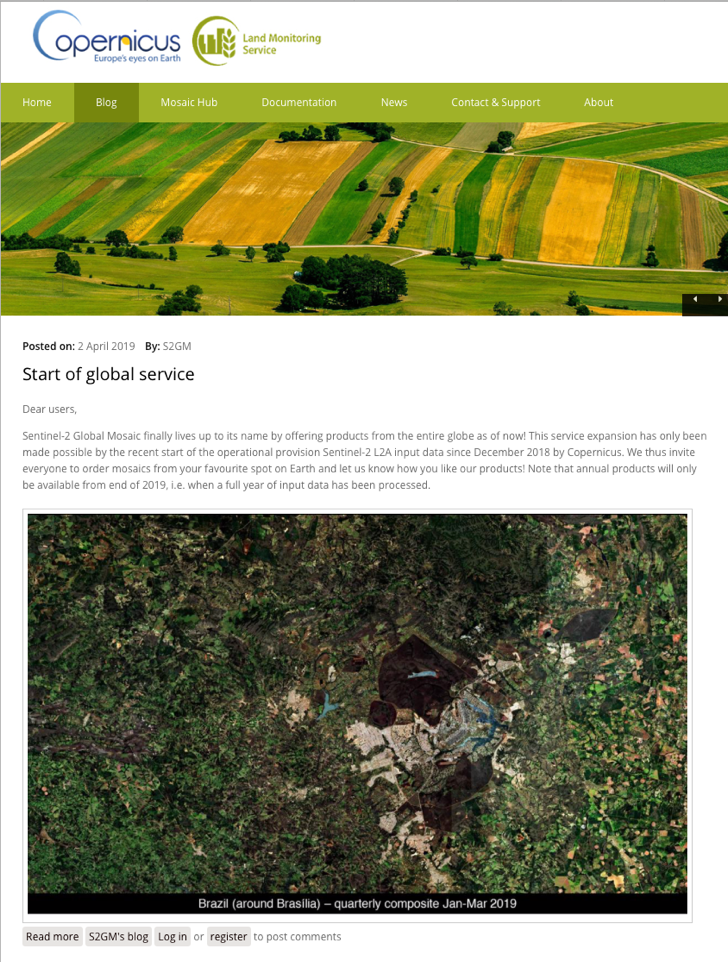 Copernicus
Europe's eyes on Earth
Land Monitoring
Service
Home Blog Mosaic Hub Documentation News Contact & Support About
Posted on: 2 April 2019 By: S2GM
Start of global service
Dear users,
Sentinel-2 Global Mosaic finally lives up to its name by offering products from the entire globe as of now! This service expansion has only been
made possible by the recent start of the operational provision Sentinel-2 L2A input data since December 2018 by Copernicus. We thus invite
everyone to order mosaics from your favourite spot on Earth and let us know how you like our products! Note that annual products will only
be available from end of 2019, i.e. when a full year of input data has been processed.
Brazil (around Brasília) – quarterly composite Jan-Mar 2019
Read more S2GM's blog Log in or register to post comments